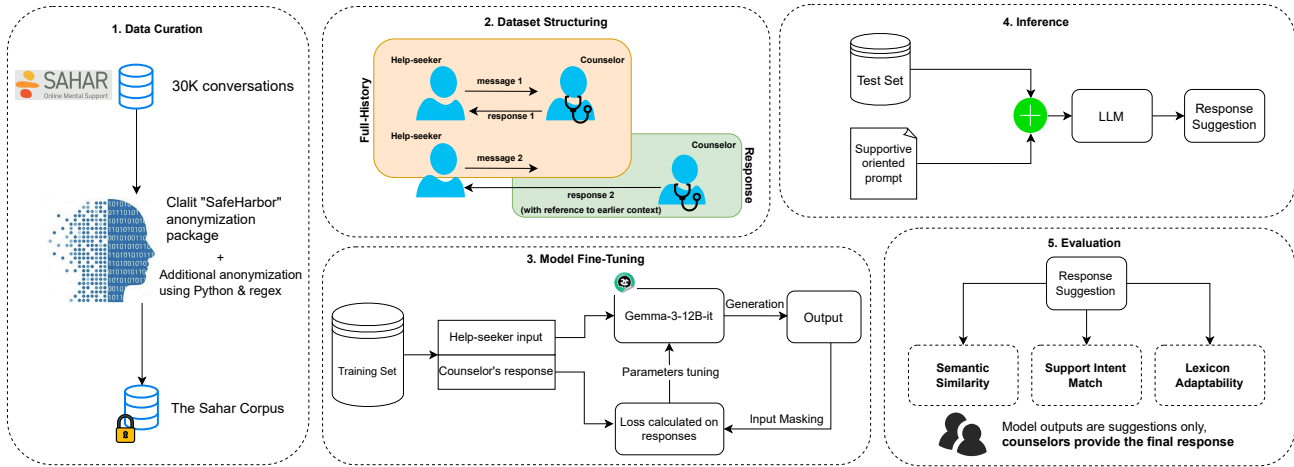 1. Data Curation
SAHAR
Online Mental Support
30K conversations
Clalit "SafeHarbor"
anonymization
package
+
Additional anonymization
using Python & regex
The Sahar Corpus
2. Dataset Structuring
Full-History
Help-seeker
Counselor
message 1
response 1
Help-seeker
message 2
Counselor
Response
response 2
(with reference to earlier context)
3. Model Fine-Tuning
Training Set
Help-seeker input
Counselor's response
Gemma-3-12B-it
Generation
Output
Parameters tuning
Loss calculated on
responses
Input Masking
4. Inference
Test Set
Supportive
oriented
prompt
LLM
Response
Suggestion
5. Evaluation
Response
Suggestion
Semantic
Similarity
Support Intent
Match
Lexicon
Adaptability
Model outputs are suggestions only,
counselors provide the final response